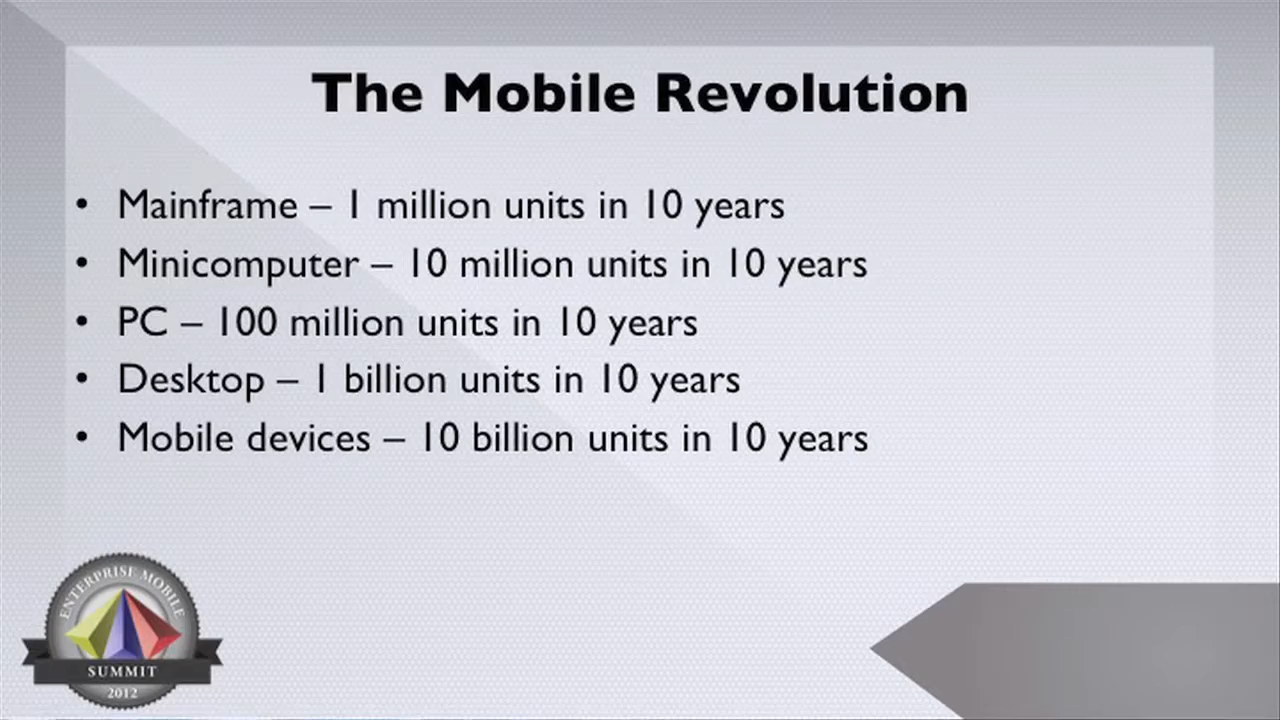 The Mobile Revolution
• Mainframe – 1 million units in 10 years
• Minicomputer – 10 million units in 10 years
• PC – 100 million units in 10 years
• Desktop – 1 billion units in 10 years
• Mobile devices – 10 billion units in 10 years
ENTERPRISE MOBILE
SUMMIT
2012